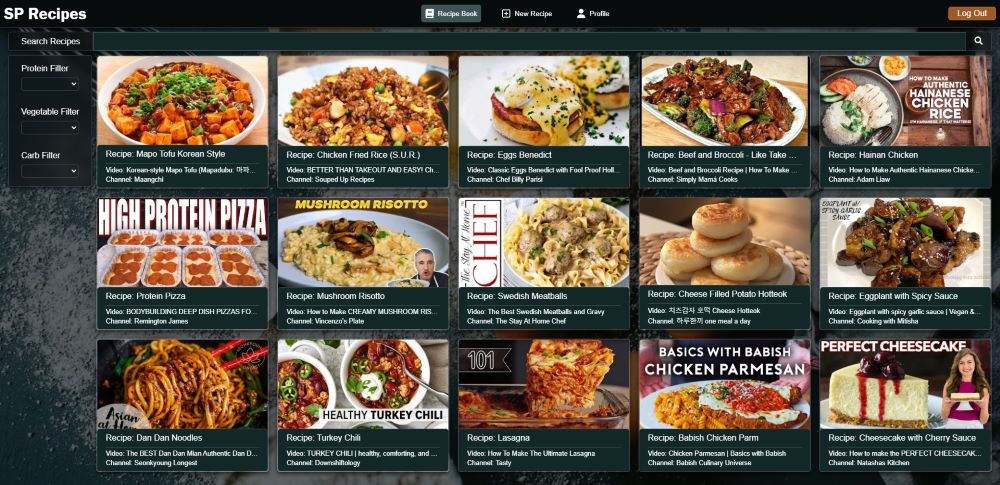 SP Recipes
Recipe Book
New Recipe
Profile
Log Out
Search Recipes
Protein Filter
Vegetable Filter
Carb Filter
Recipe: Mapo Tofu Korean Style
Video: Korean-style Mapo Tofu (Mapadubu: 마파...
Channel: Maangchi
Recipe: Chicken Fried Rice (S.U.R.)
Video: BETTER THAN TAKEOUT AND EASY! Ch...
Channel: Souped Up Recipes
Recipe: Eggs Benedict
Video: Classic Eggs Benedict with Fool Proof Holl...
Channel: Chef Billy Parisi
Recipe: Beef and Broccoli - Like Take ...
Video: Beef and Broccoli Recipe | How To Make ...
Channel: Simply Mamá Cooks
HOW TO MAKE
AUTHENTIC
HAINANESE
CHICKEN
RICE
(I'M HAINANESE, IF THAT MATTERS)
Recipe: Hainan Chicken
Video: How to Make Authentic Hainanese Chicke...
Channel: Adam Liaw
HIGH PROTEIN PIZZA
Recipe: Protein Pizza
Video: BODYBUILDING DEEP DISH PIZZAS FO...
Channel: Remington James
MUSHROOM RISOTTO
Recipe: Mushroom Risotto
Video: How to Make CREAMY MUSHROOM RIS...
Channel: Vincenzo's Plate
The Stay At Home
CHEF
Recipe: Swedish Meatballs
Video: The Best Swedish Meatballs and Gravy
Channel: The Stay At Home Chef
Recipe: Cheese Filled Potato Hotteok
Video: 치즈감자 호떡 Cheese Hotteok
Channel: 하루한끼 one meal a day
EGGPLANT W/
SPICY GARLIC
SAUCE
Recipe: Eggplant with Spicy Sauce
Video: Eggplant with spicy garlic sauce | Vegan &...
Channel: Cooking with Mitisha
Asian
at Home
Recipe: Dan Dan Noodles
Video: The BEST Dan Dan Mian Authentic Dan D...
Channel: Seonkyoung Longest
HEALTHY TURKEY CHILI
Recipe: Turkey Chili
Video: TURKEY CHILI | healthy, comforting, and ...
Channel: Downshiftology
101
Recipe: Lasagna
Video: How To Make The Ultimate Lasagna
Channel: Tasty
BASICS WITH BABISH
CHICKEN PARMESAN
Recipe: Babish Chicken Parm
Video: Chicken Parmesan | Basics with Babish
Channel: Babish Culinary Universe
PERFECT CHEESECAKE
Recipe: Cheesecake with Cherry Sauce
Video: How to make the PERFECT CHEESECAK...
Channel: Natashas Kitchen